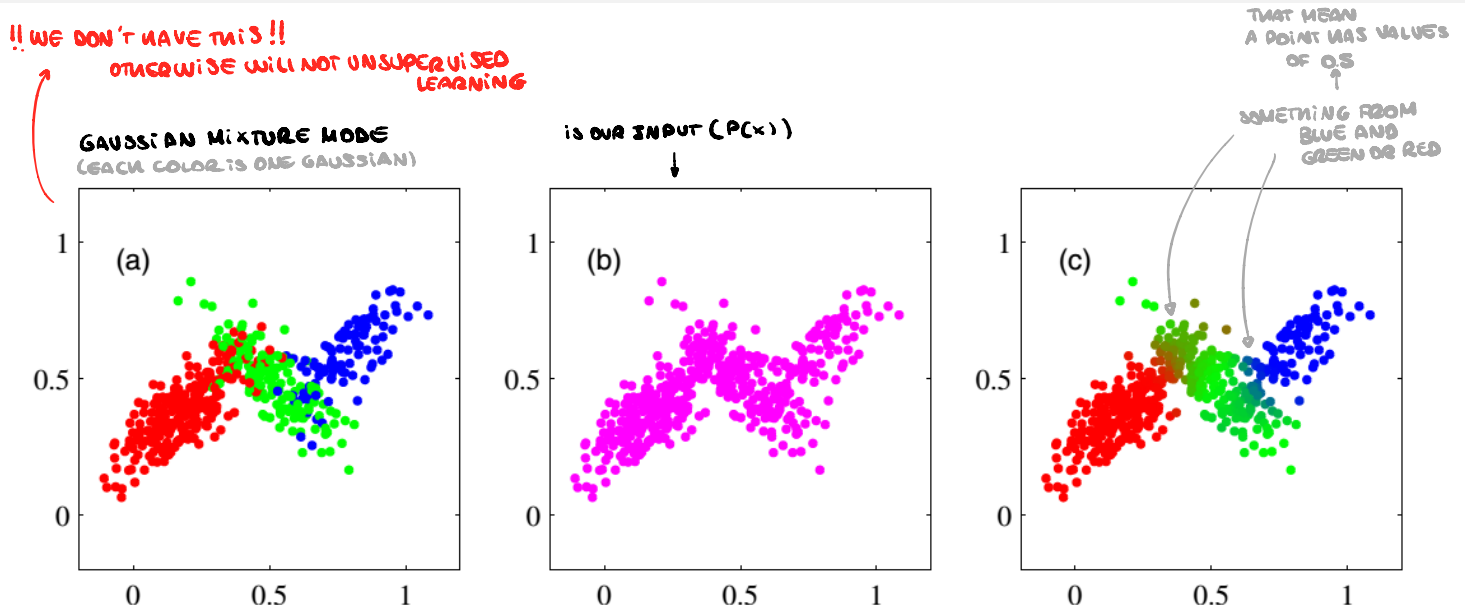 !! WE DON'T HAVE THIS!!
OTHERWISE WILL NOT UNSUPERVISED
LEARNING
GAUSSIAN MIXTURE MODE
(EACH COLOR IS ONE GAUSSIAN)
IS OUR INPUT (P(X))
THAT MEAN
A POINT HAS VALUES
OF 0.5
SOMETHING FROM
BLUE AND
GREEN OR RED
(a)
1
0.5
0
0 0.5 1
(b)
1
0.5
0
0 0.5 1
(c)
1
0.5
0
0 0.5 1